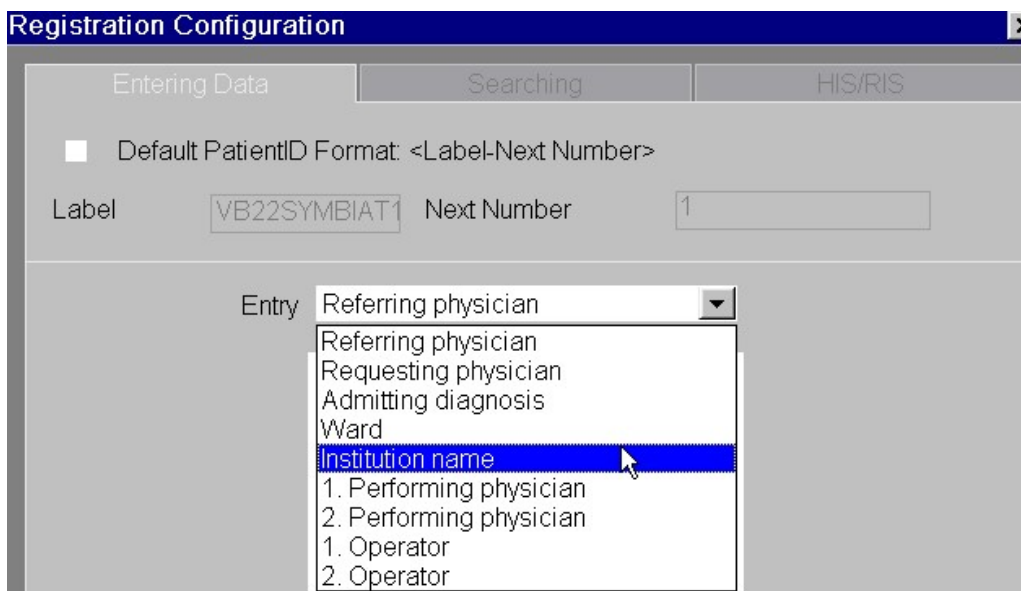 Registration Configuration
Entering Data Searching HIS/RIS
Default PatientID Format: <Label-Next Number>
Label VB22SYMBIAT1 Next Number 1
Entry Referring physician
Referring physician
Requesting physician
Admitting diagnosis
Ward
Institution name
1. Performing physician
2. Performing physician
1. Operator
2. Operator